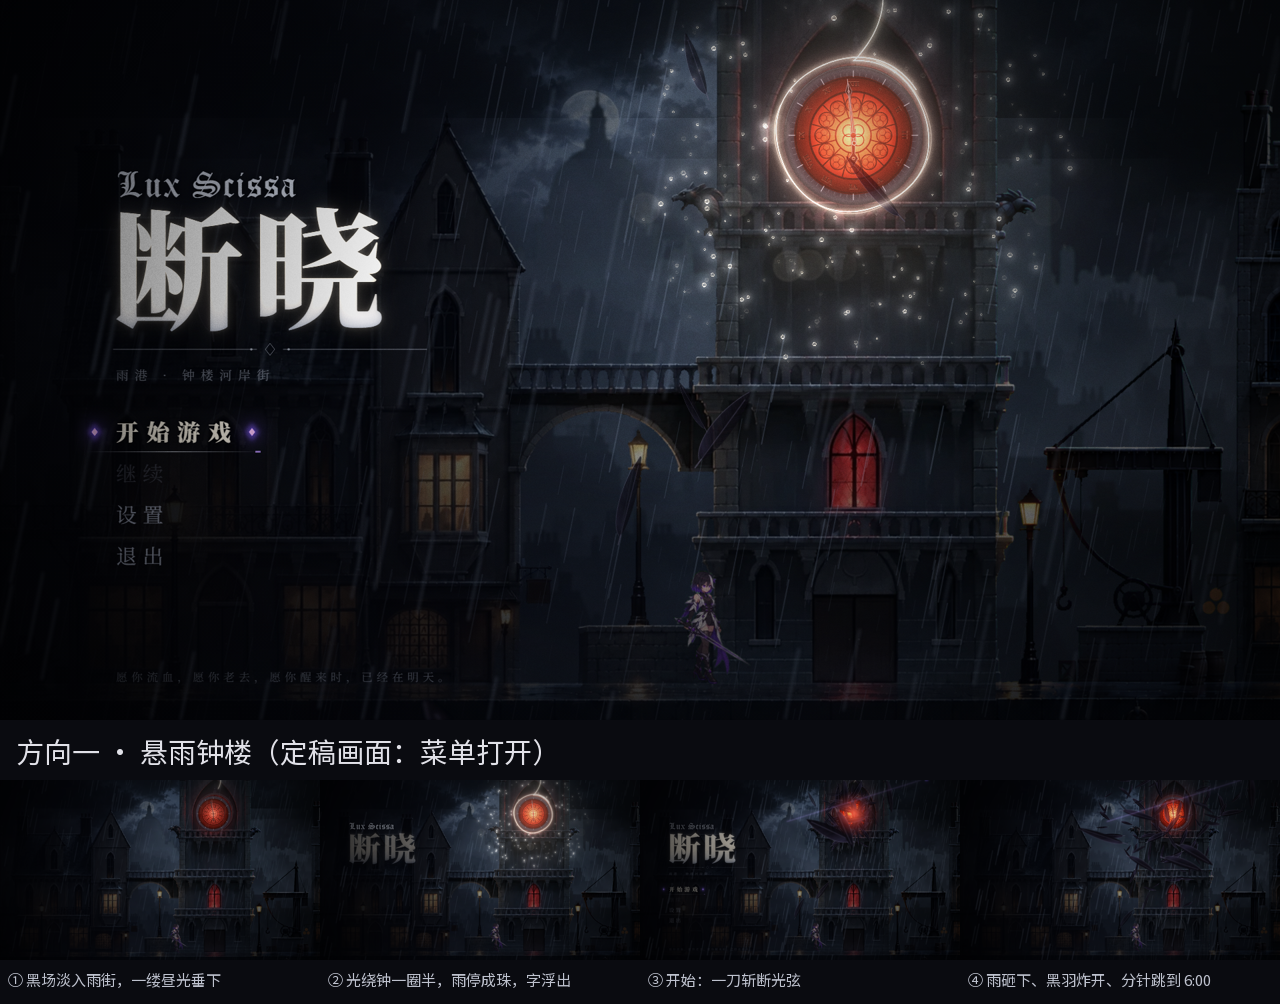 Lux Scissa
断晓
雨港 · 钟楼河岸街
开始游戏
继续
设置
退出
愿你流血，愿你老去，愿你醒来时，已经在明天。
方向一 · 悬雨钟楼（定稿画面：菜单打开）
Lux Scissa
断晓
Lux Scissa
断晓
开始游戏
① 黑场淡入雨街，一缕昼光垂下
② 光绕钟一圈半，雨停成珠，字浮出
③ 开始：一刀斩断光弦
④ 雨砸下、黑羽炸开、分针跳到 6:00